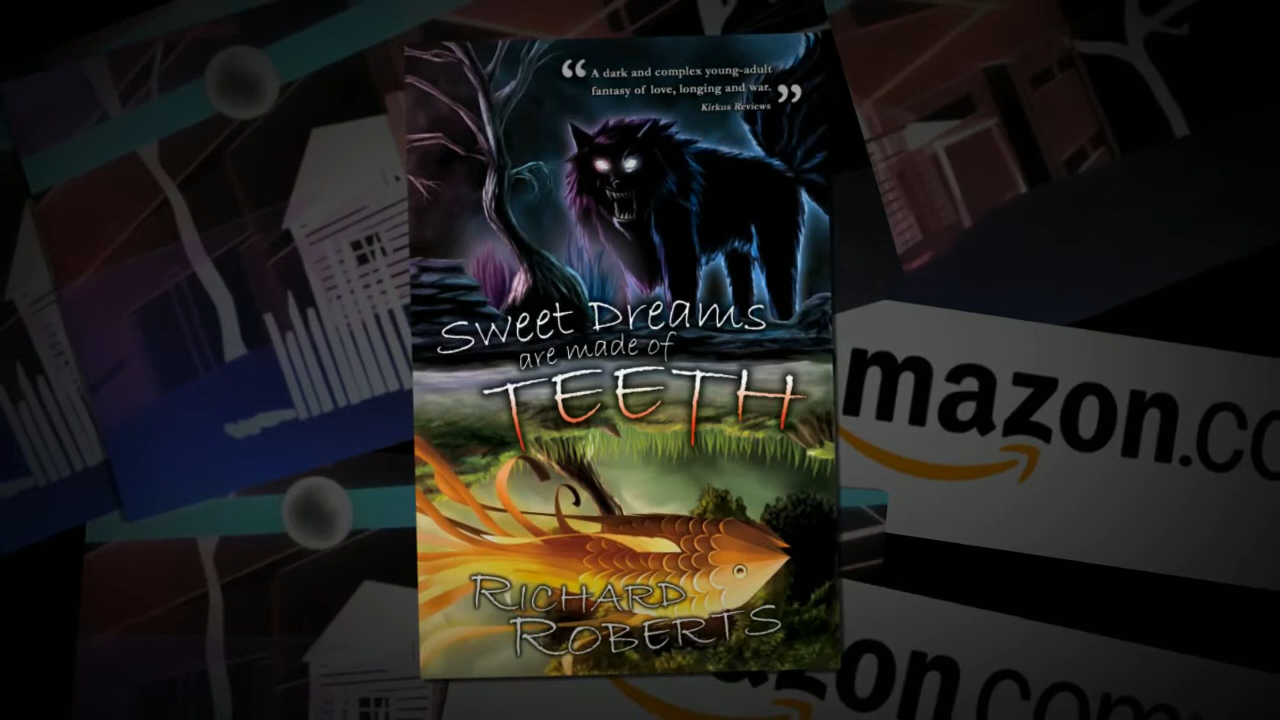 “ A dark and complex young-adult
fantasy of love, longing and war. ”
Kirkus Reviews
Sweet Dreams
are made of
TEETH
RICHARD
ROBERTS
mazon.co
azon.com